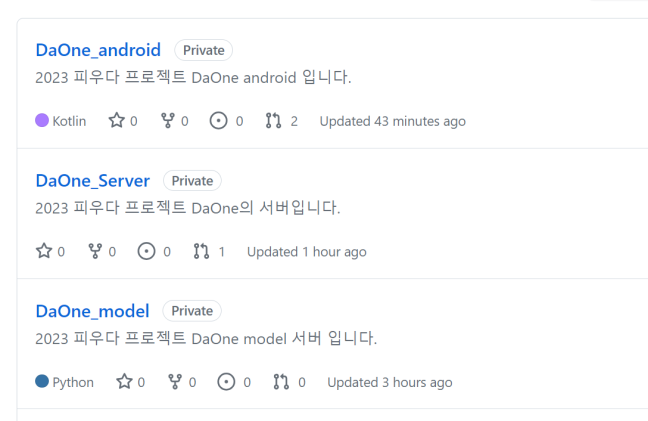 DaOne_android Private
2023 피우다 프로젝트 DaOne android 입니다.
Kotlin 0 0 0 2 Updated 43 minutes ago
DaOne_Server Private
2023 피우다 프로젝트 DaOne의 서버입니다.
0 0 0 1 Updated 1 hour ago
DaOne_model Private
2023 피우다 프로젝트 DaOne model 서버 입니다.
Python 0 0 0 0 Updated 3 hours ago